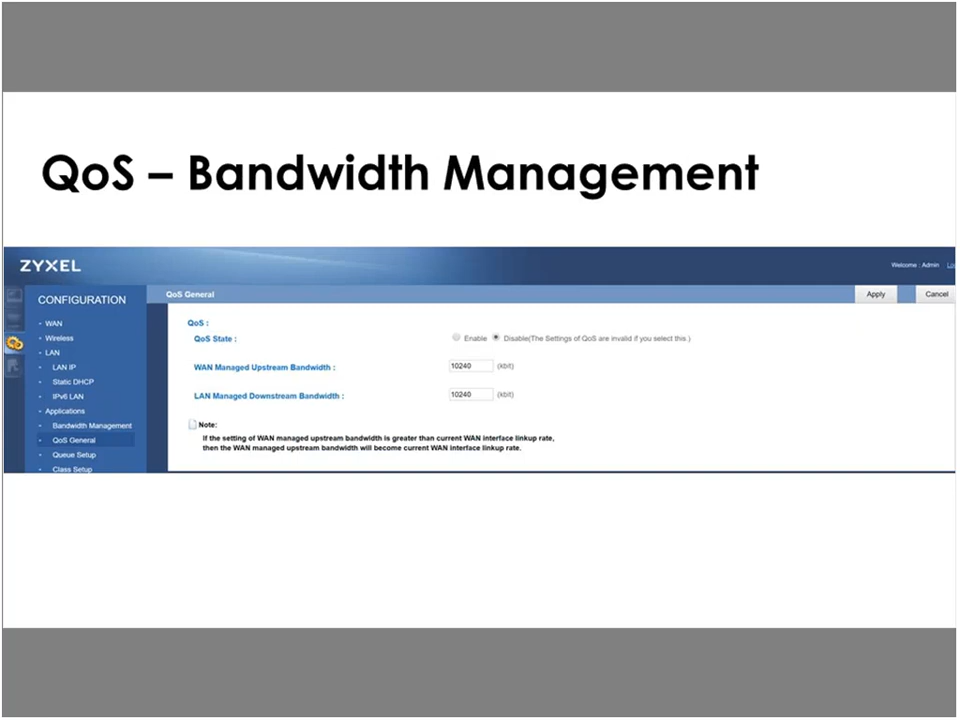 QoS – Bandwidth Management
ZYXEL
Welcome : Admin
CONFIGURATION
QoS General
Apply
Cancel
WAN
Wireless
LAN
LAN IP
Static DHCP
IPv6 LAN
Applications
Bandwidth Management
QoS General
Queue Setup
Class Setup
QoS :
QoS State : Enable Disable(The Settings of QoS are invalid if you select this.)
WAN Managed Upstream Bandwidth : 10240 (kbit)
LAN Managed Downstream Bandwidth : 10240 (kbit)
Note:
If the setting of WAN managed upstream bandwidth is greater than current WAN interface linkup rate,
then the WAN managed upstream bandwidth will become current WAN interface linkup rate.